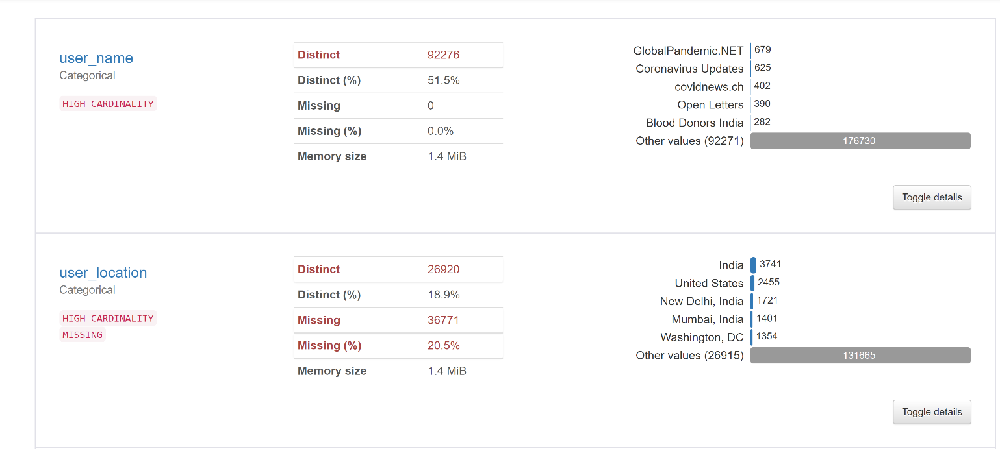 user_name
Categorical
HIGH CARDINALITY
Distinct 92276
Distinct (%) 51.5%
Missing 0
Missing (%) 0.0%
Memory size 1.4 MiB
GlobalPandemic.NET 679
Coronavirus Updates 625
covidnews.ch 402
Open Letters 390
Blood Donors India 282
Other values (92271) 176730
Toggle details
user_location
Categorical
HIGH CARDINALITY
MISSING
Distinct 26920
Distinct (%) 18.9%
Missing 36771
Missing (%) 20.5%
Memory size 1.4 MiB
India 3741
United States 2455
New Delhi, India 1721
Mumbai, India 1401
Washington, DC 1354
Other values (26915) 131665
Toggle details